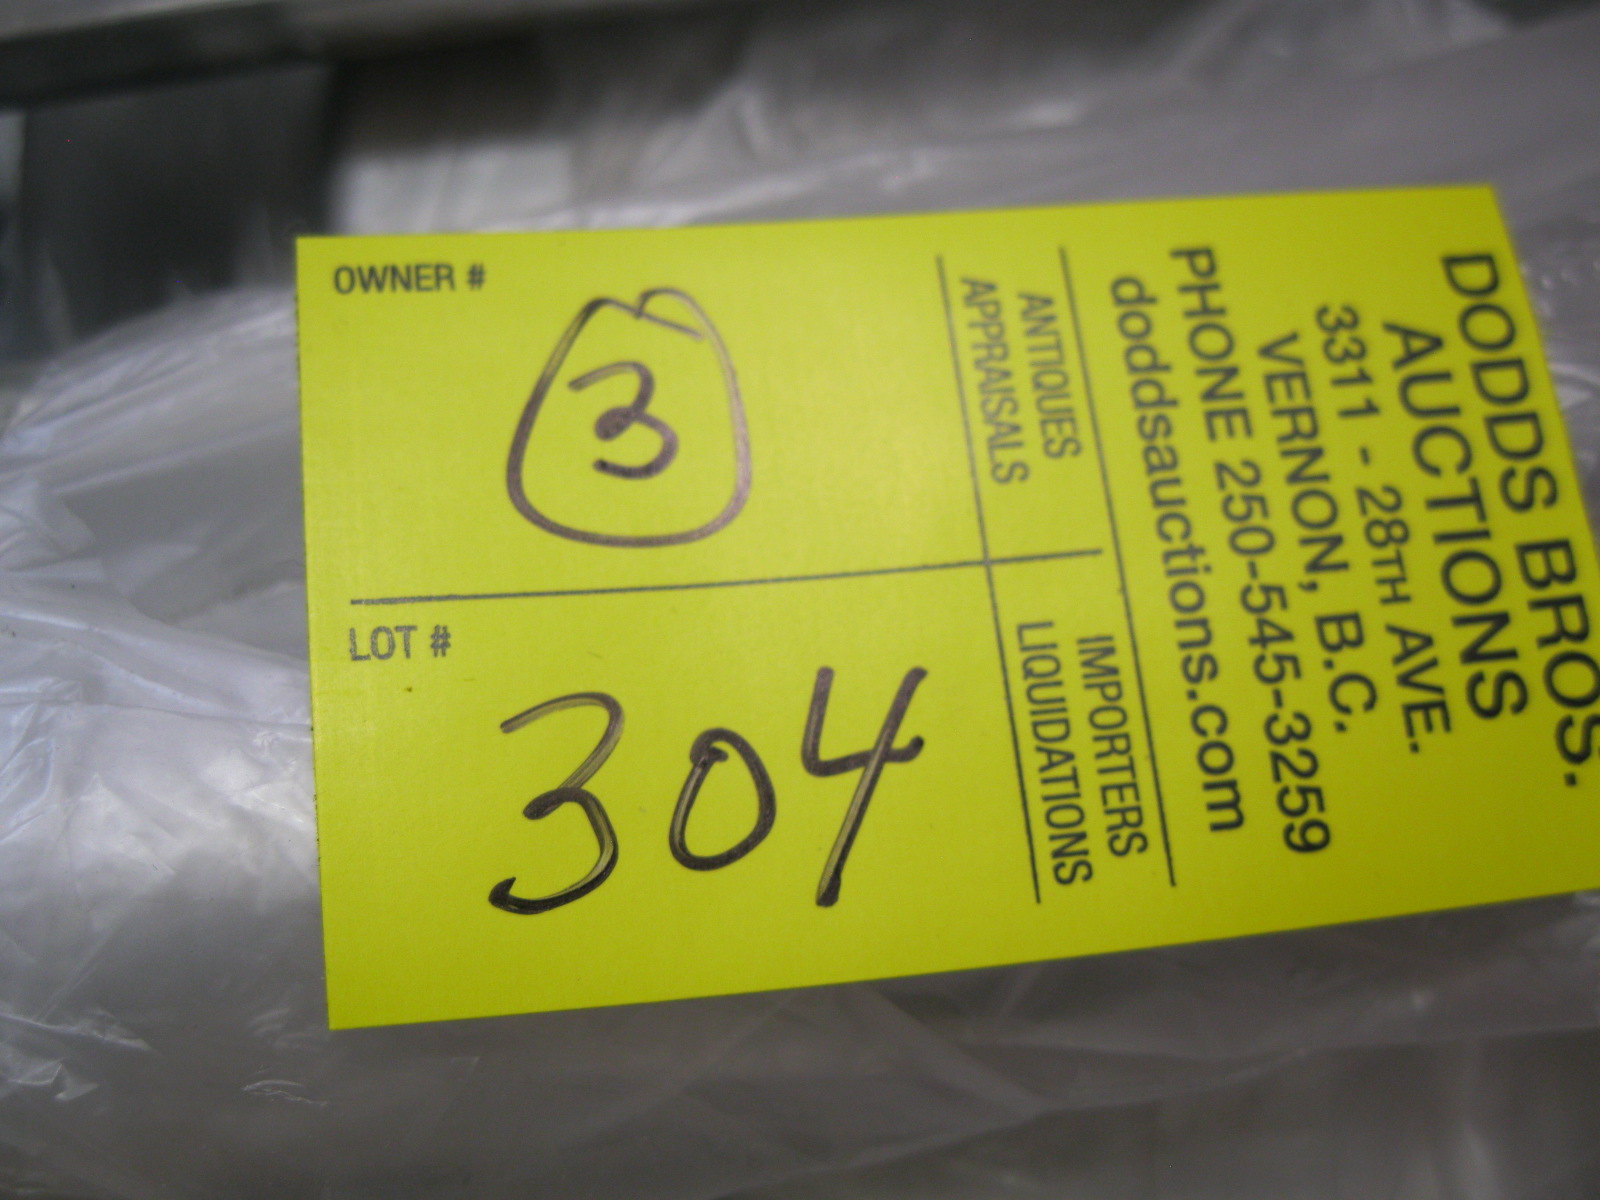 OWNER #
3
LOT #
304
DODDS BROS.
AUCTIONS
3311 - 28TH AVE.
VERNON, B.C.
PHONE 250-545-3259
doddsauctions.com
ANTIQUES
APPRAISALS
IMPORTERS
LIQUIDATIONS